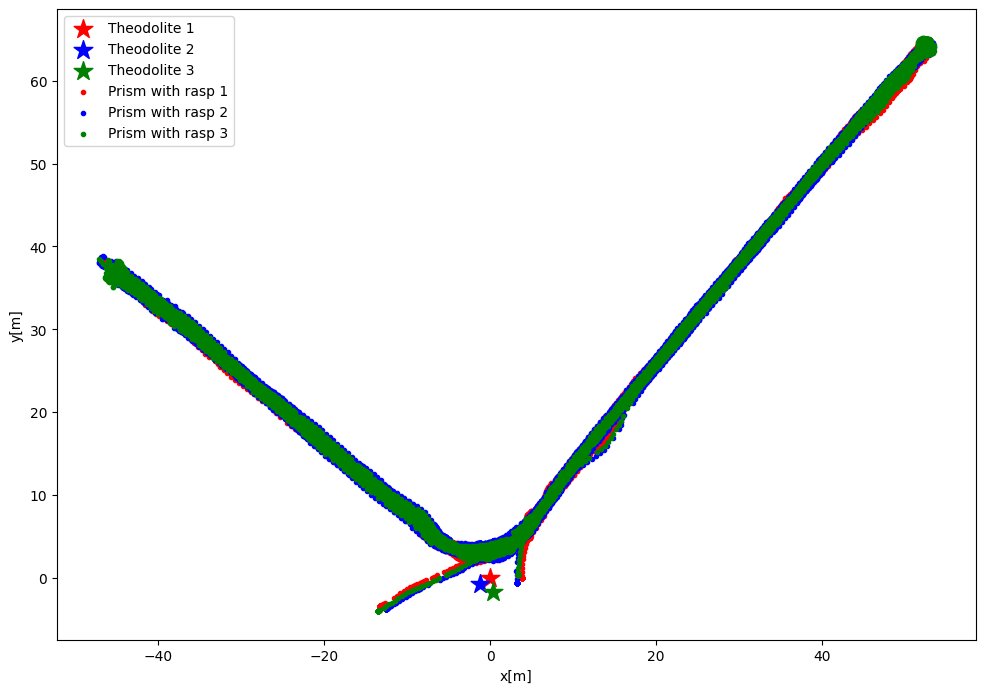 Theodolite 1
Theodolite 2
Theodolite 3
Prism with rasp 1
Prism with rasp 2
Prism with rasp 3
y[m]
60
50
40
30
20
10
0
−40
−20
0
20
40
x[m]